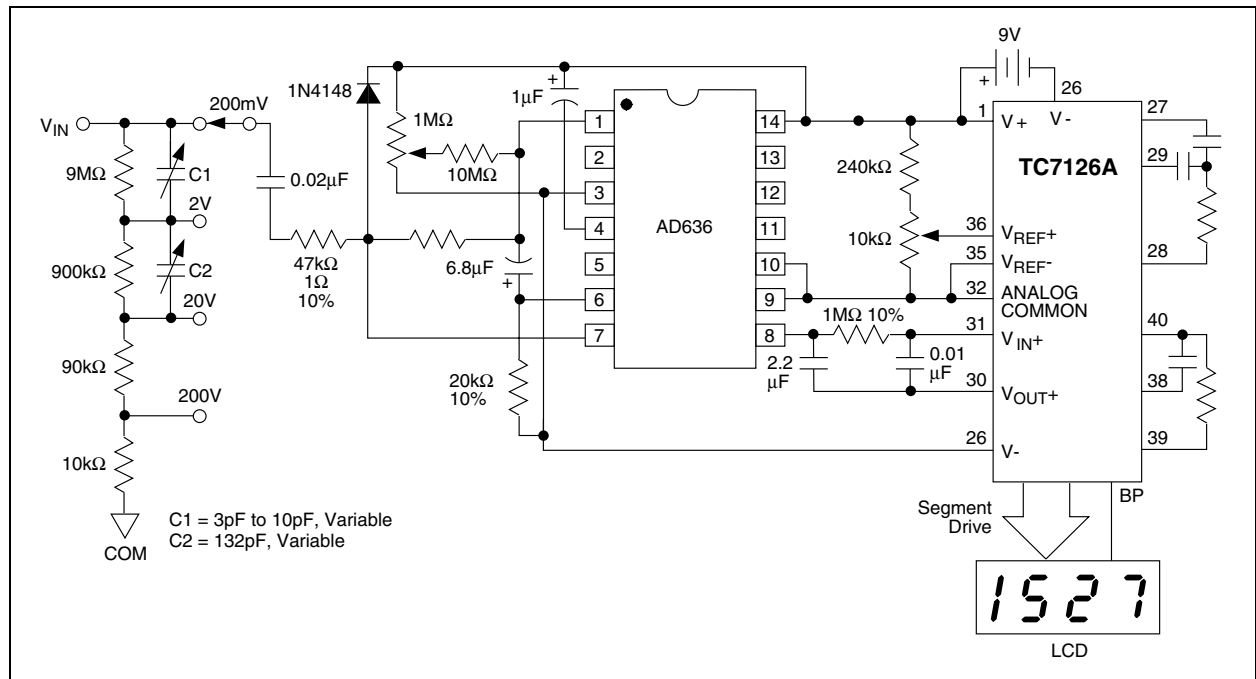 9V
+
26
1N4148
+
1µF
200mV
VIN
1MΩ
1
14
1
V+
V-
27
9MΩ
C1
10MΩ
2
13
TC7126A
29
0.02µF
240kΩ
2V
3
12
4
AD636
11
10kΩ
36
VREF+
900kΩ
C2
47kΩ
1Ω
10%
6.8µF
+
5
10
35
VREF-
28
20V
6
9
32
ANALOG
COMMON
1MΩ 10%
40
7
8
31
VIN+
90kΩ
20kΩ
10%
2.2
µF
0.01
µF
30
VOUT+
38
200V
26
V-
39
10kΩ
BP
C1 = 3pF to 10pF, Variable
C2 = 132pF, Variable
COM
Segment
Drive
1527
LCD